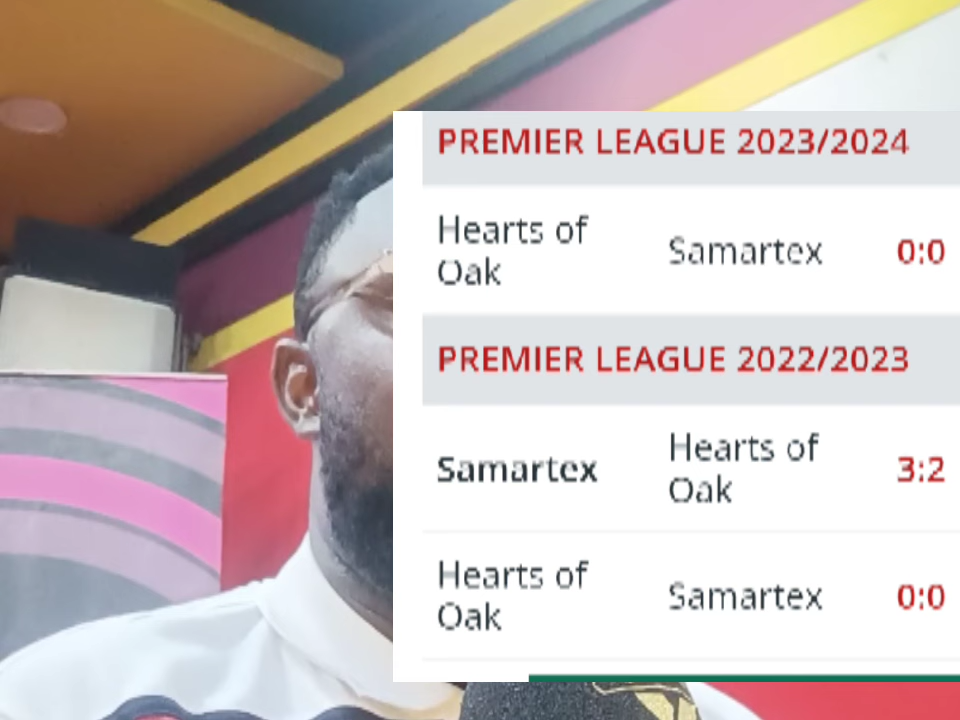 PREMIER LEAGUE 2023/2024
Hearts of
Oak
Samartex
0:0
PREMIER LEAGUE 2022/2023
Samartex
Hearts of
Oak
3:2
Hearts of
Oak
Samartex
0:0